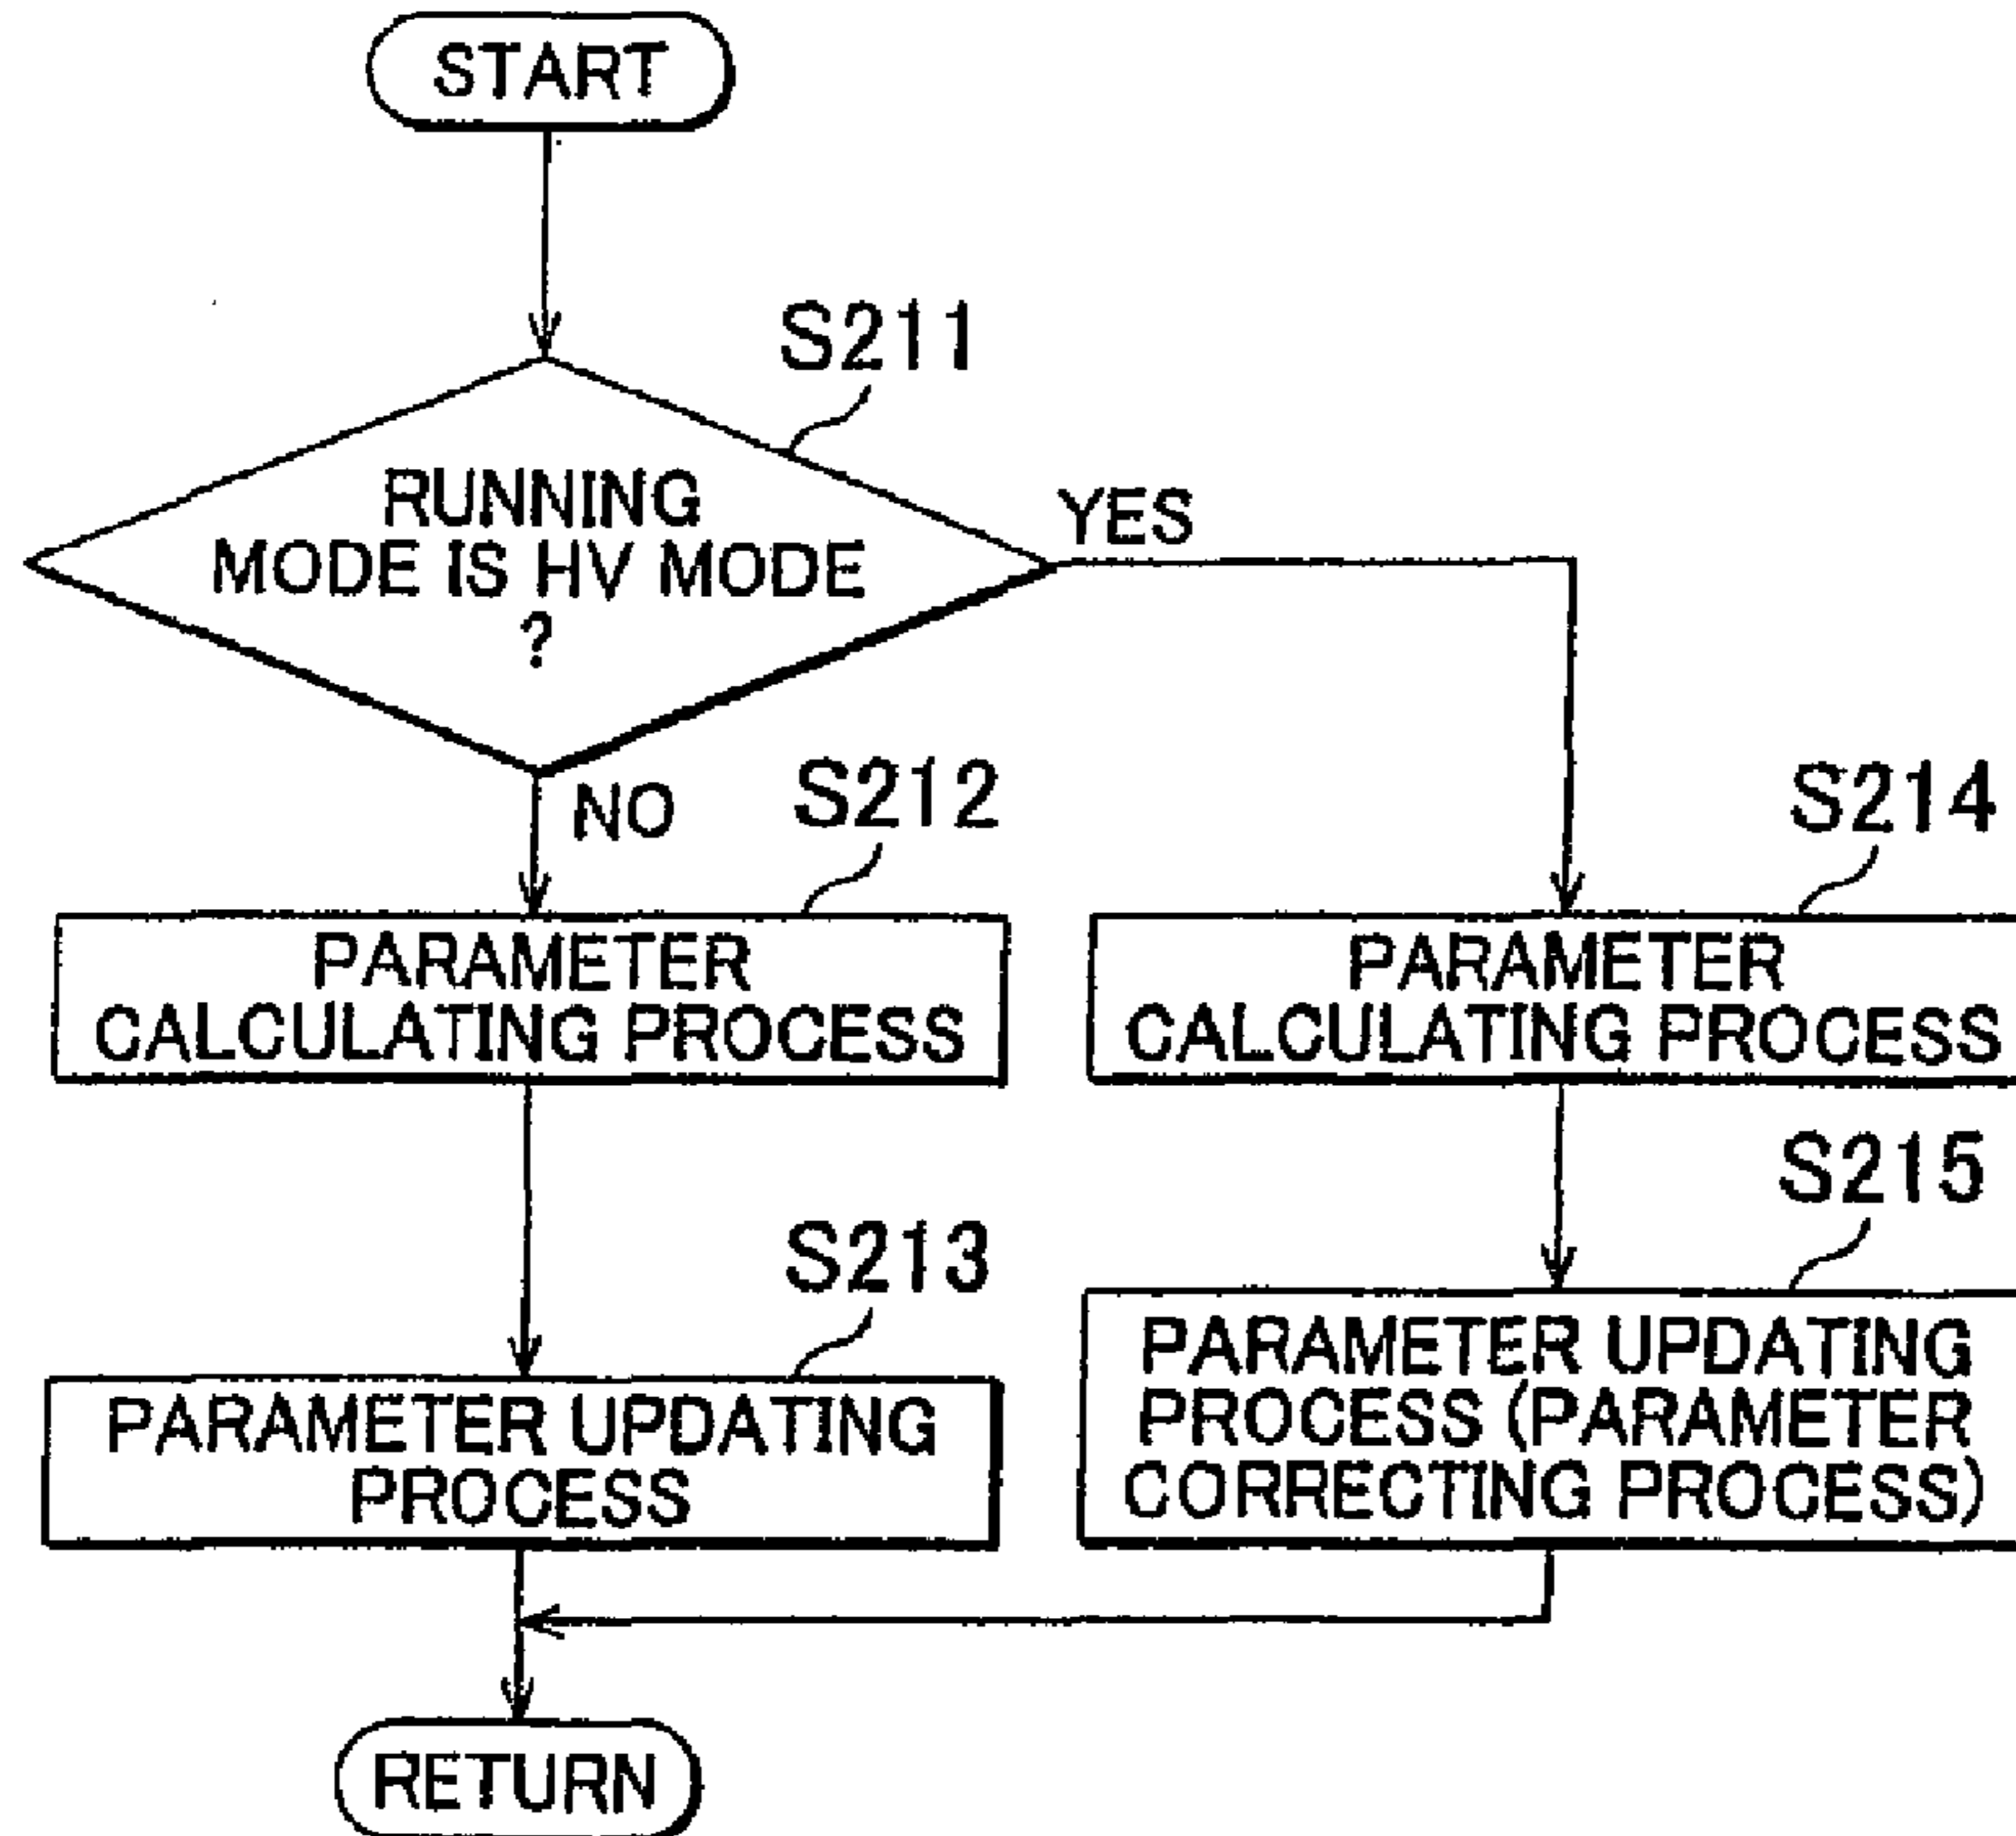 START
S211
RUNNING
MODE IS HV MODE
?
YES
NO
S212
PARAMETER
CALCULATING PROCESS
S213
PARAMETER UPDATING
PROCESS
S214
PARAMETER
CALCULATING PROCESS
S215
PARAMETER UPDATING
PROCESS (PARAMETER
CORRECTING PROCESS)
RETURN